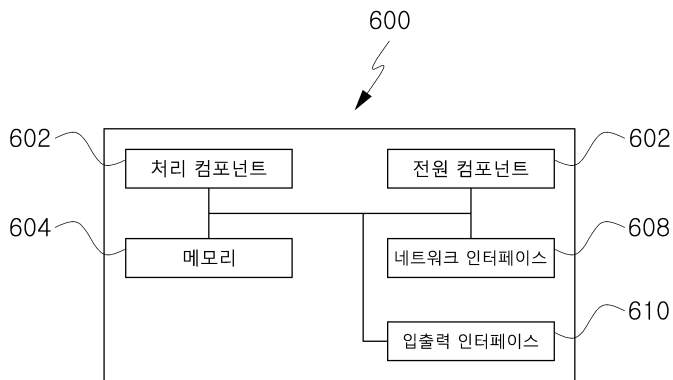 600
602 처리 컴포넌트 전원 컴포넌트 602
604 메모리 네트워크 인터페이스 608
입출력 인터페이스 610